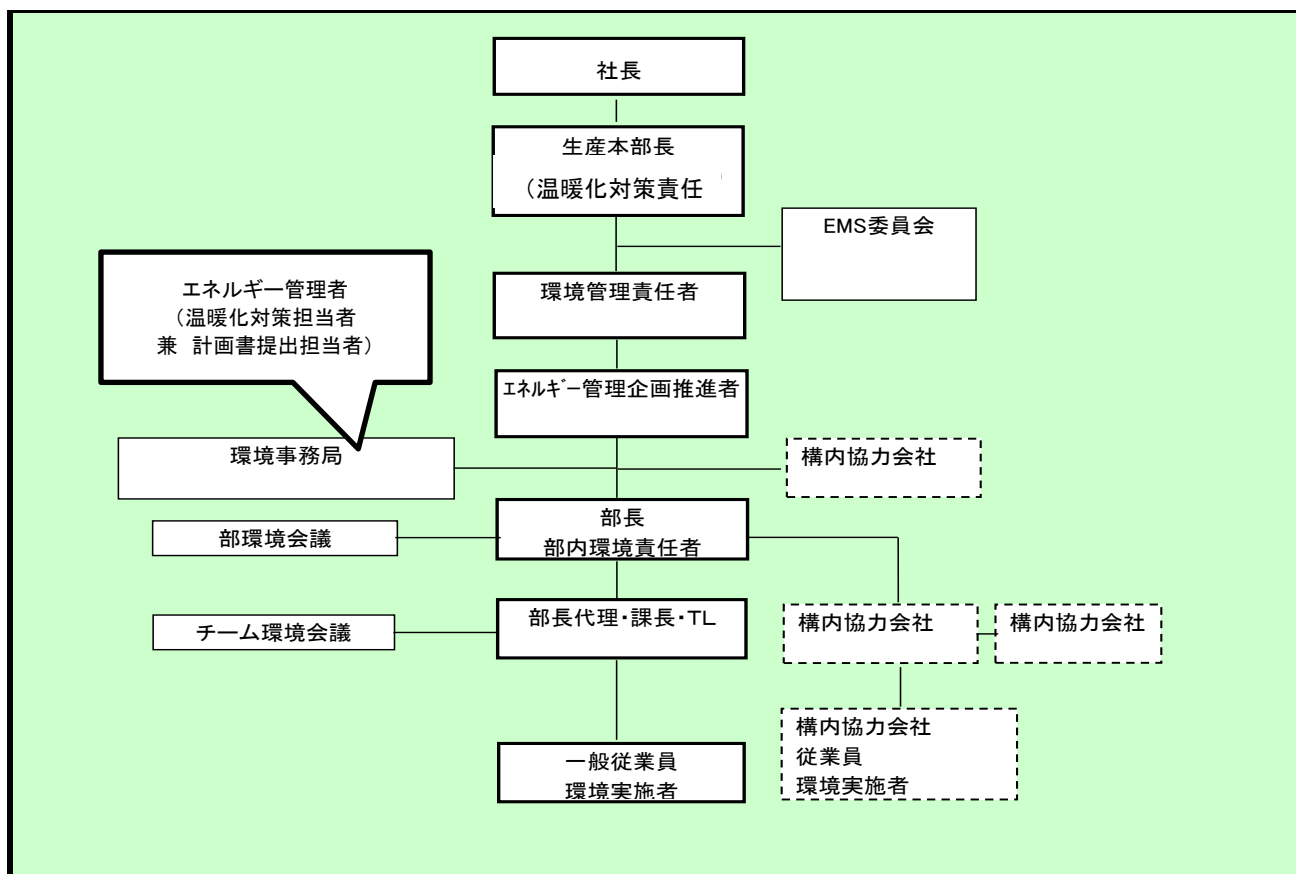 社長
生産本部長
（温暖化対策責任
EMS委員会
エネルギー管理者
（温暖化対策担当者
兼　計画書提出担当者）
環境管理責任者
ｴﾈﾙｷﾞｰ管理企画推進者
環境事務局
構内協力会社
部長
部内環境責任者
部環境会議
部長代理・課長・TL
チーム環境会議
構内協力会社
構内協力会社
構内協力会社
従業員
環境実施者
一般従業員
環境実施者